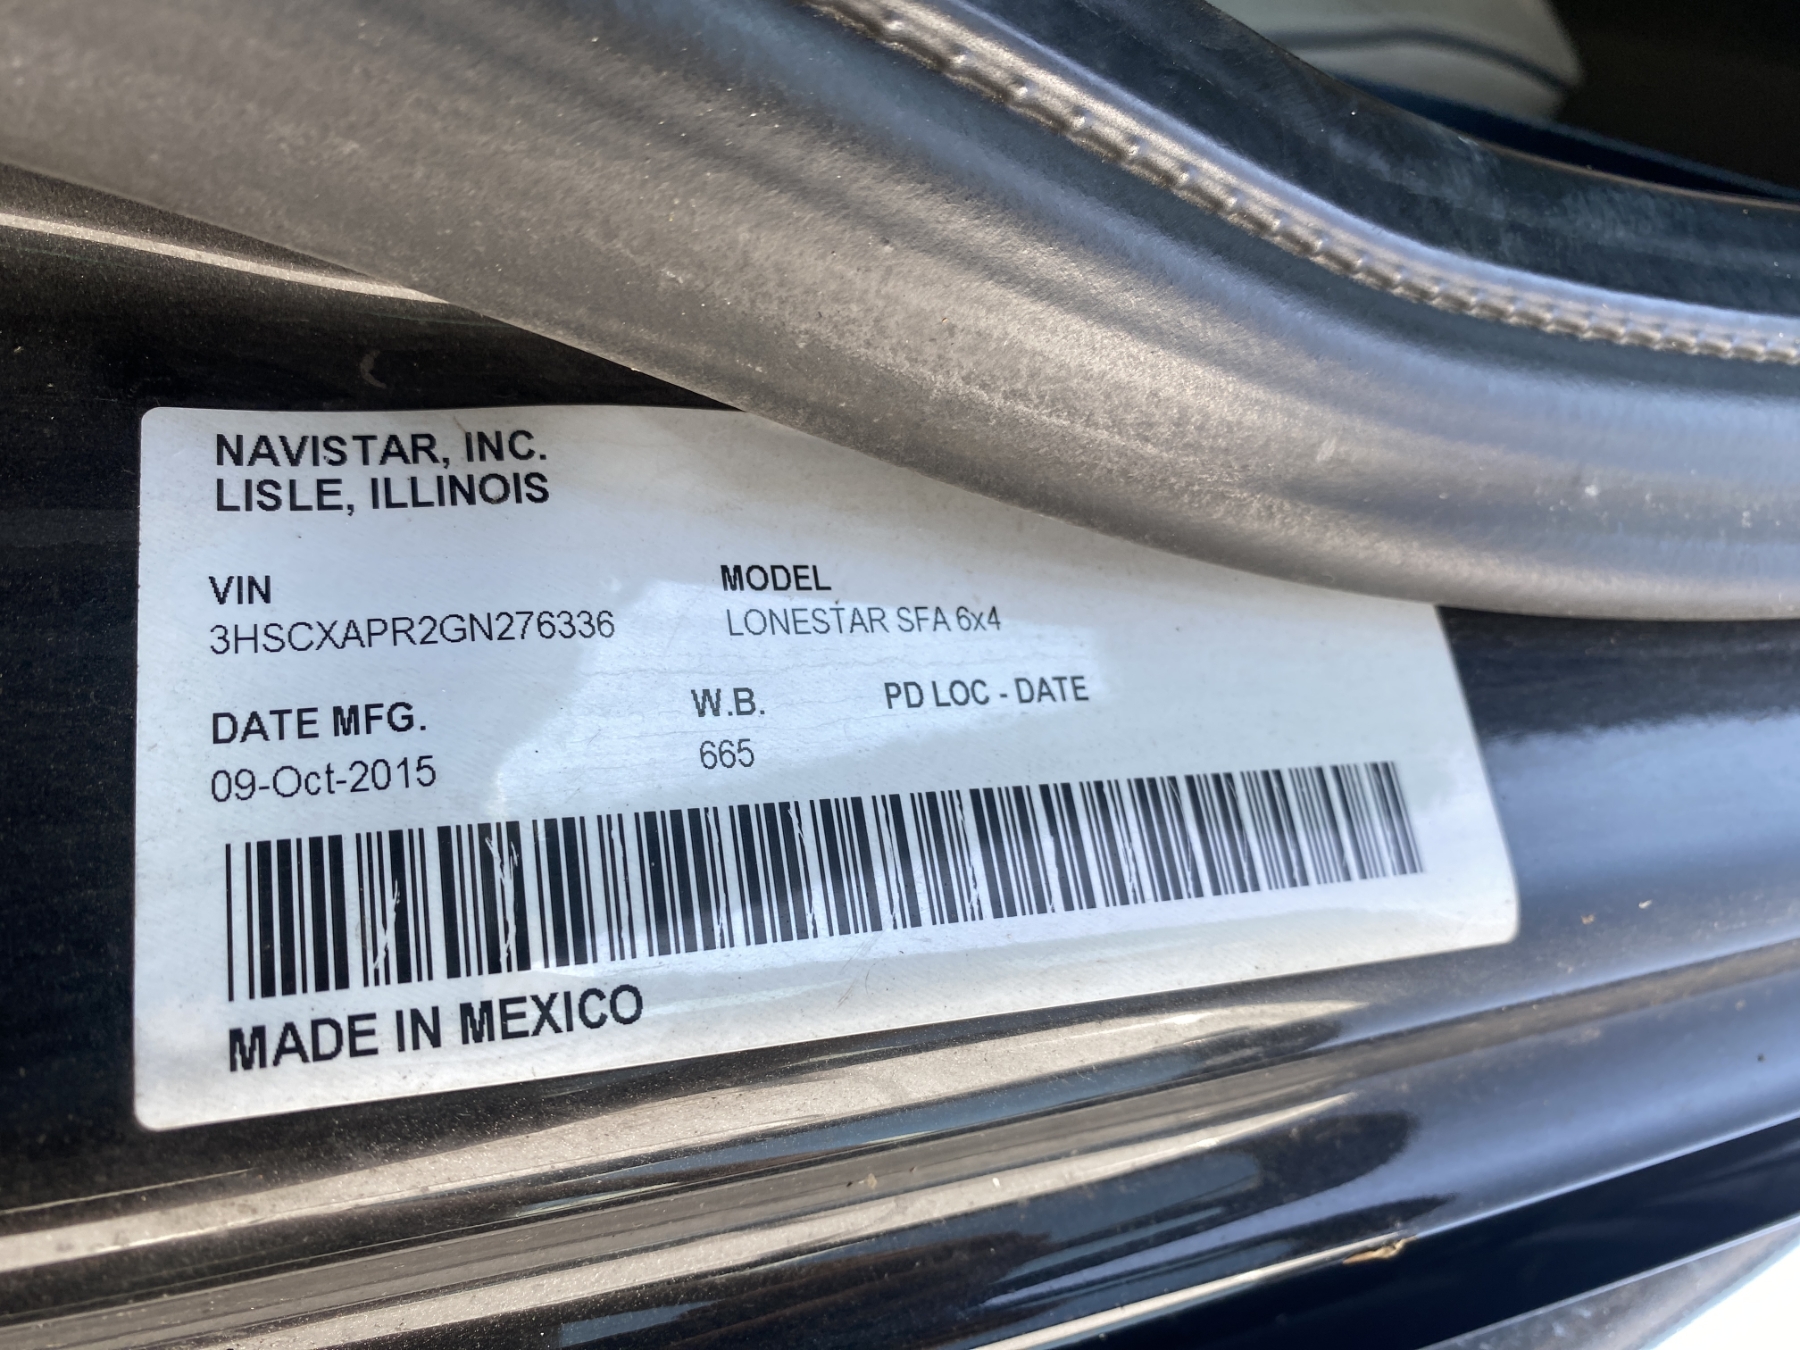 NAVISTAR, INC.
LISLE, ILLINOIS
VIN
3HSCXAPR2GN276336
MODEL
LONESTAR SFA 6x4
DATE MFG.
09-Oct-2015
W.B.
665
PD LOC - DATE
MADE IN MEXICO